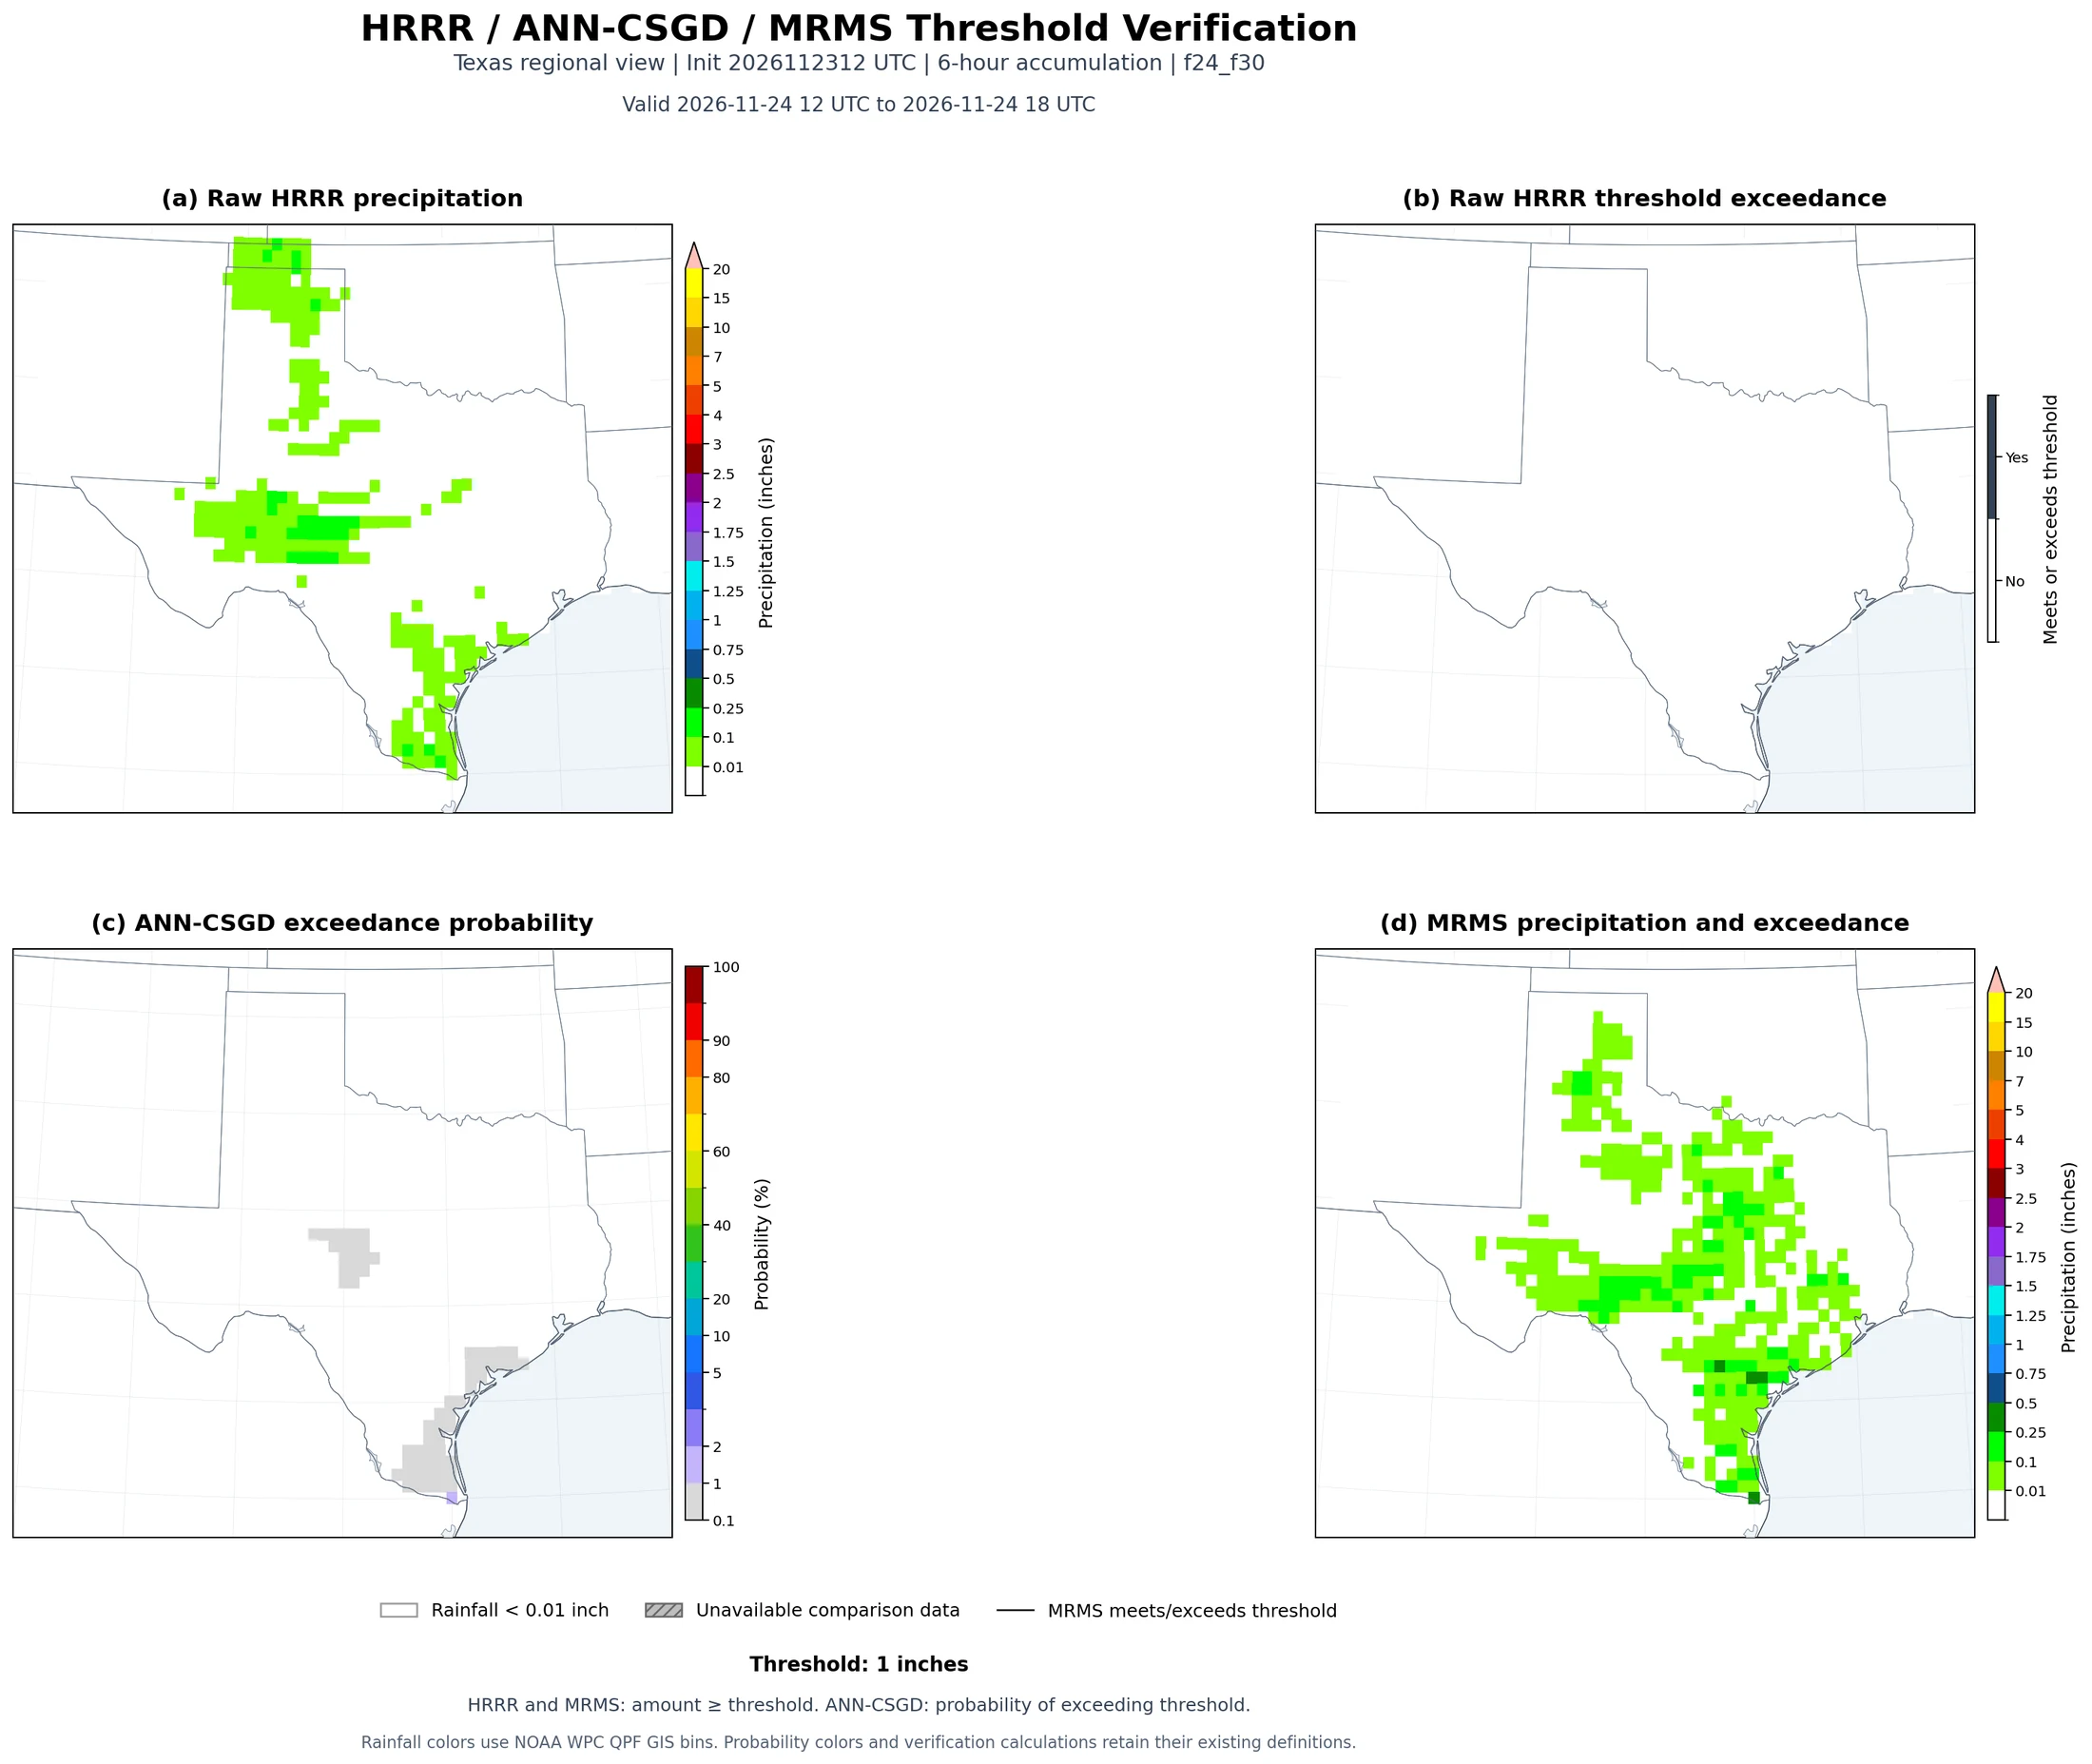 HRRR / ANN-CSGD / MRMS Threshold Verification
Texas regional view | Init 2026112312 UTC | 6-hour accumulation | f24_f30
Valid 2026-11-24 12 UTC to 2026-11-24 18 UTC
(a) Raw HRRR precipitation
20
15
10
7
5
4
3
2.5
2
1.75
1.5
1.25
1
0.75
0.5
0.25
0.1
0.01
Precipitation (inches)
(b) Raw HRRR threshold exceedance
Yes
No
Meets or exceeds threshold
(c) ANN-CSGD exceedance probability
100
90
80
60
40
20
10
5
2
1
0.1
Probability (%)
(d) MRMS precipitation and exceedance
20
15
10
7
5
4
3
2.5
2
1.75
1.5
1.25
1
0.75
0.5
0.25
0.1
0.01
Precipitation (inches)
Rainfall < 0.01 inch
Unavailable comparison data
MRMS meets/exceeds threshold
Threshold: 1 inches
HRRR and MRMS: amount ≥ threshold. ANN-CSGD: probability of exceeding threshold.
Rainfall colors use NOAA WPC QPF GIS bins. Probability colors and verification calculations retain their existing definitions.